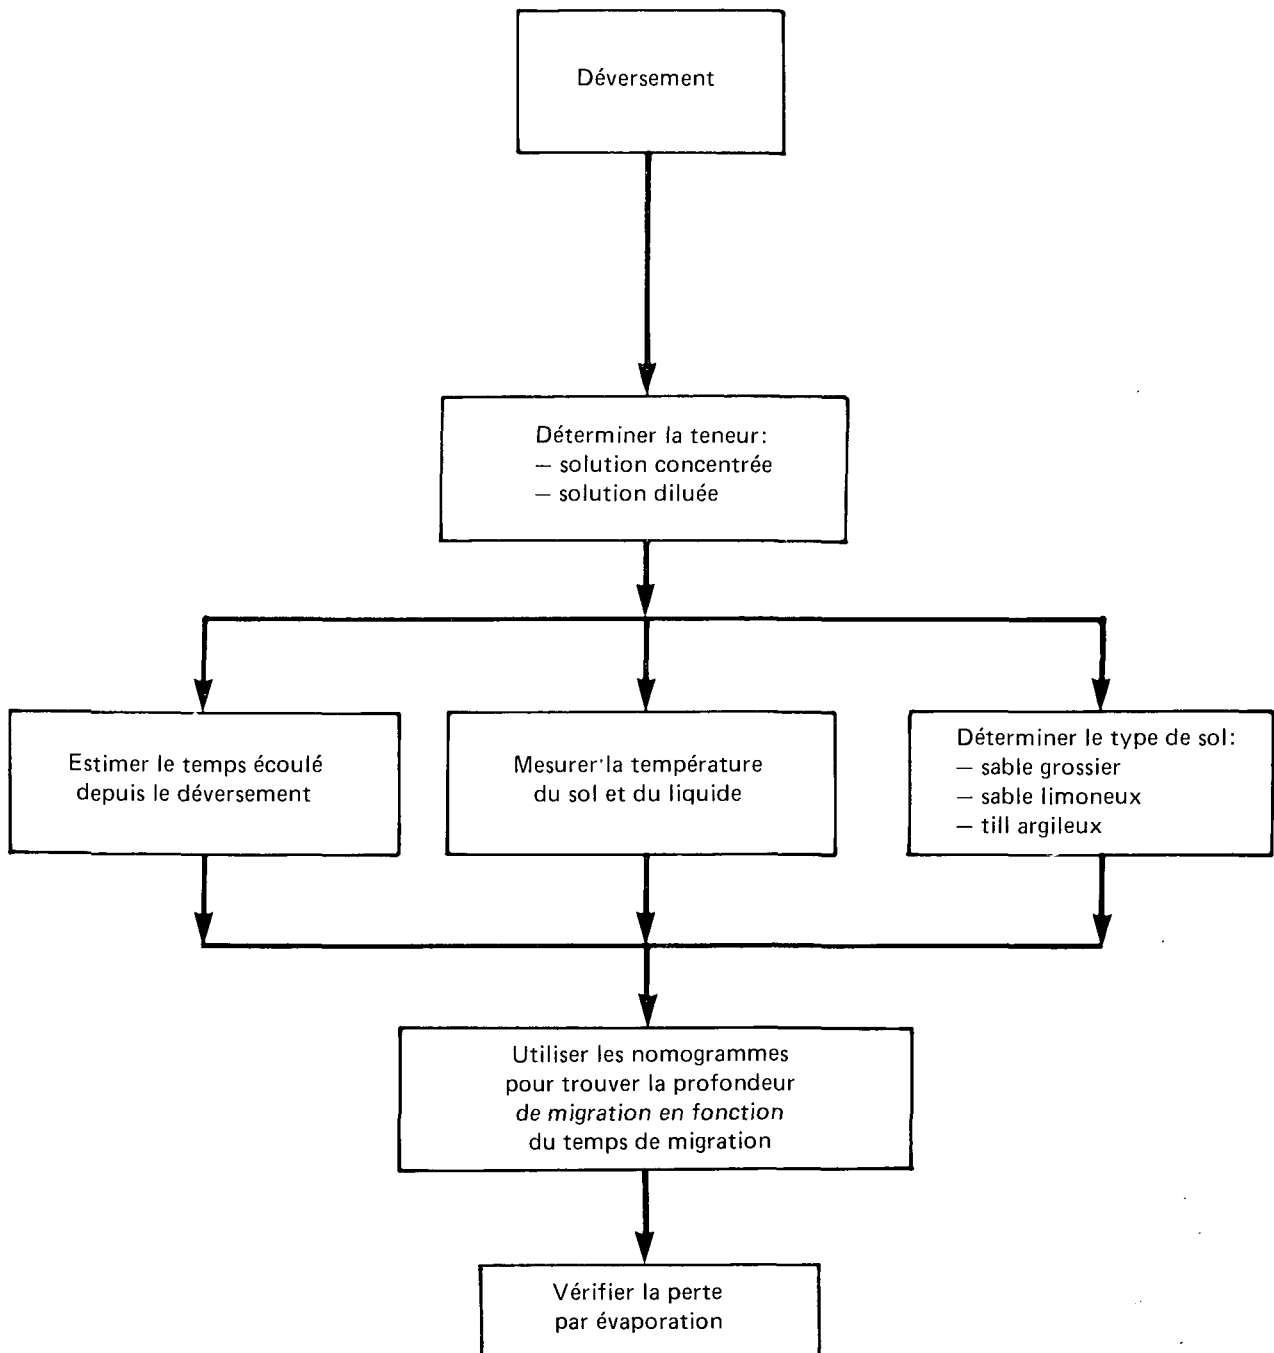 Déversement
Déterminer la teneur:
— solution concentrée
— solution diluée
Estimer le temps écoulé
depuis le déversement
Mesurer la température
du sol et du liquide
Déterminer le type de sol:
— sable grossier
— sable limoneux
— till argileux
Utiliser les nomogrammes
pour trouver la profondeur
de migration en fonction
du temps de migration
Vérifier la perte
par évaporation